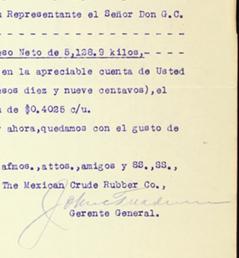 Representante el Señor Don G.C.
eso Neto de 5,138.9 kilos,- - - -
en la apreciable cuenta de Usted
esos diez y nueve centavos),el
de $0.4025 c/u.
ahora,quedamos con el gusto de
afmos.,attos.,amigos y SS.,SS.,
The Mexican Crude Rubber Co.,
Gerente General.